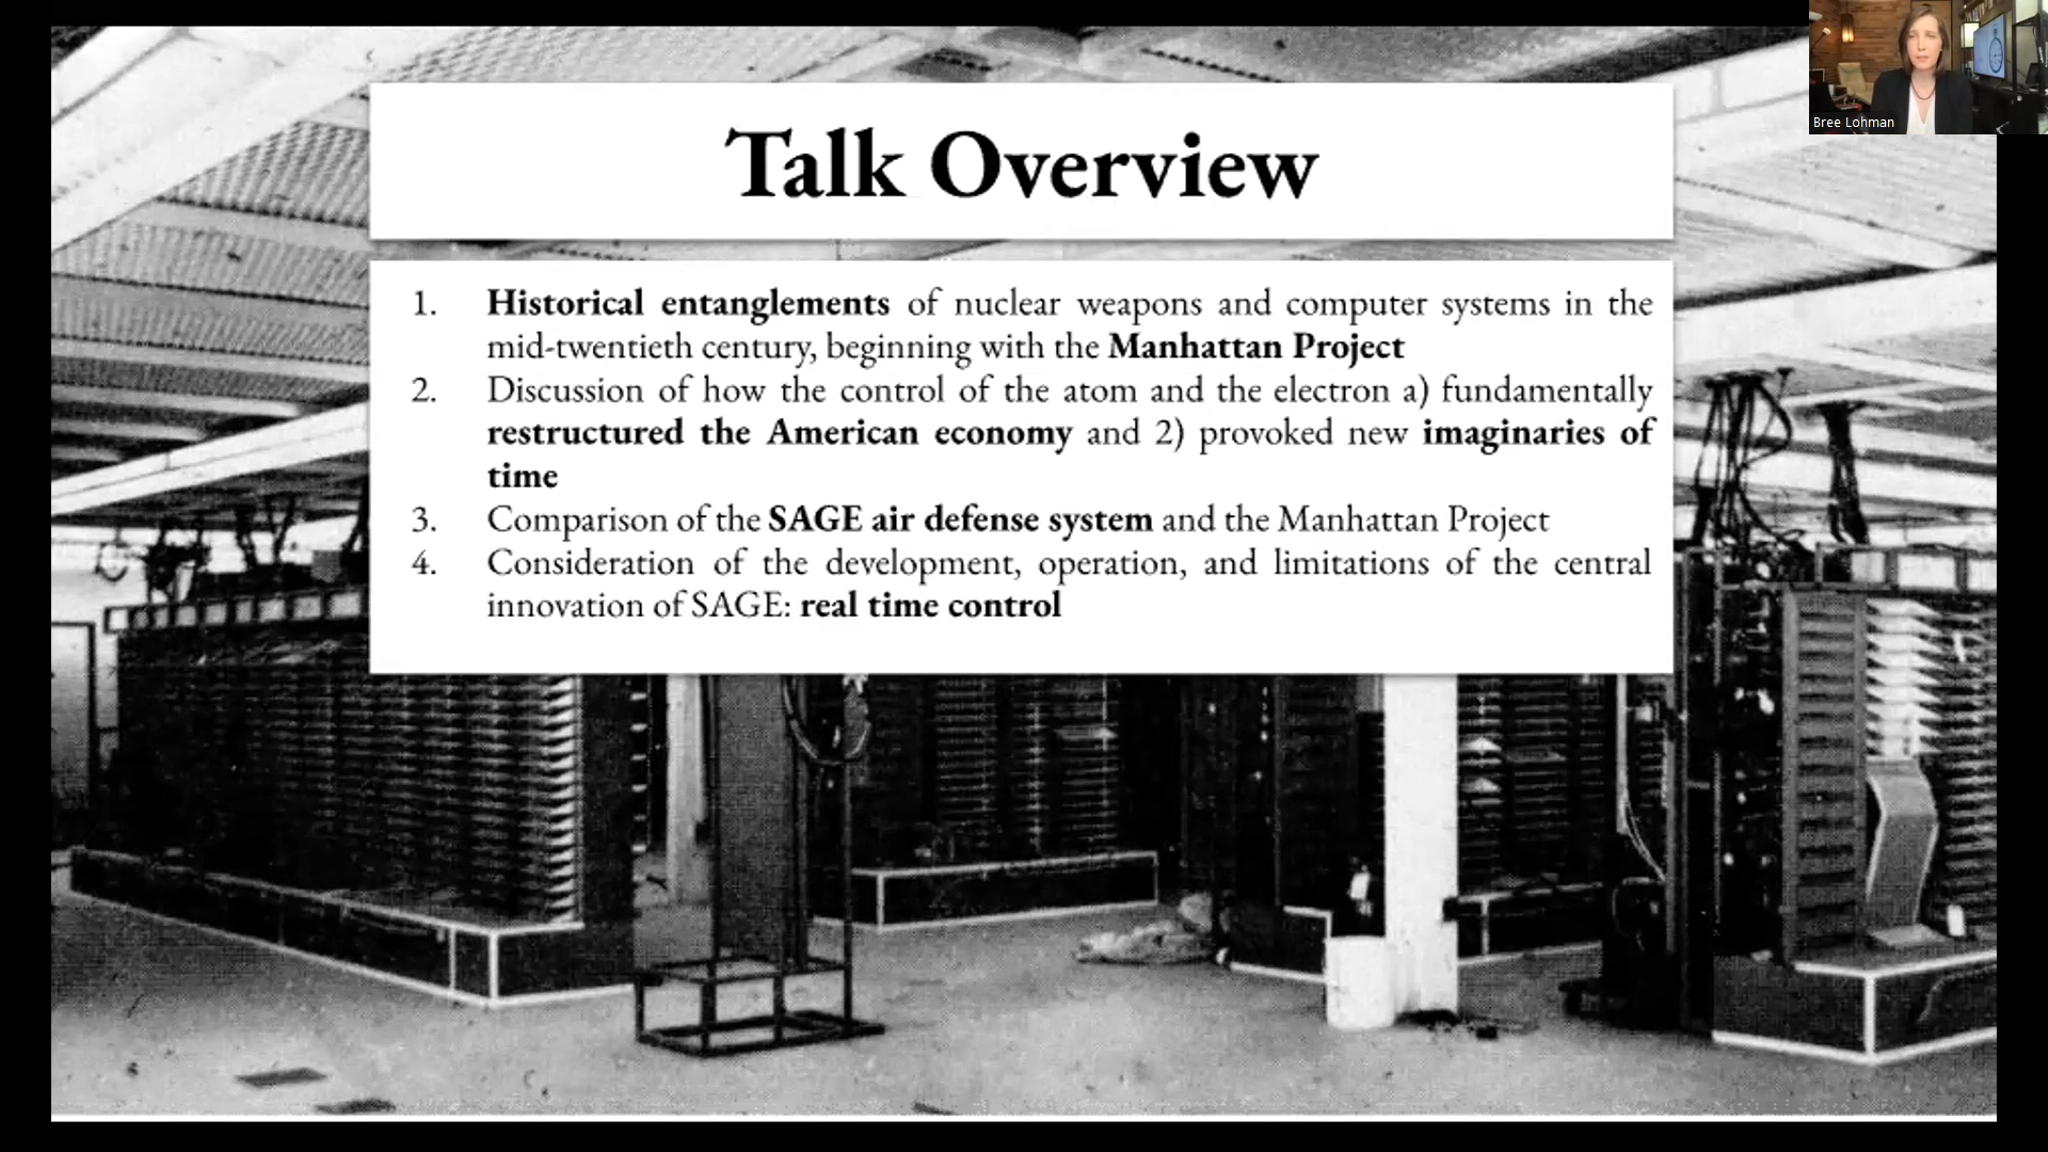 Talk Overview
Bree Lohman
1. Historical entanglements of nuclear weapons and computer systems in the
mid-twentieth century, beginning with the Manhattan Project
2. Discussion of how the control of the atom and the electron a) fundamentally
restructured the American economy and 2) provoked new imaginaries of
time
3. Comparison of the SAGE air defense system and the Manhattan Project
4. Consideration of the development, operation, and limitations of the central
innovation of SAGE: real time control